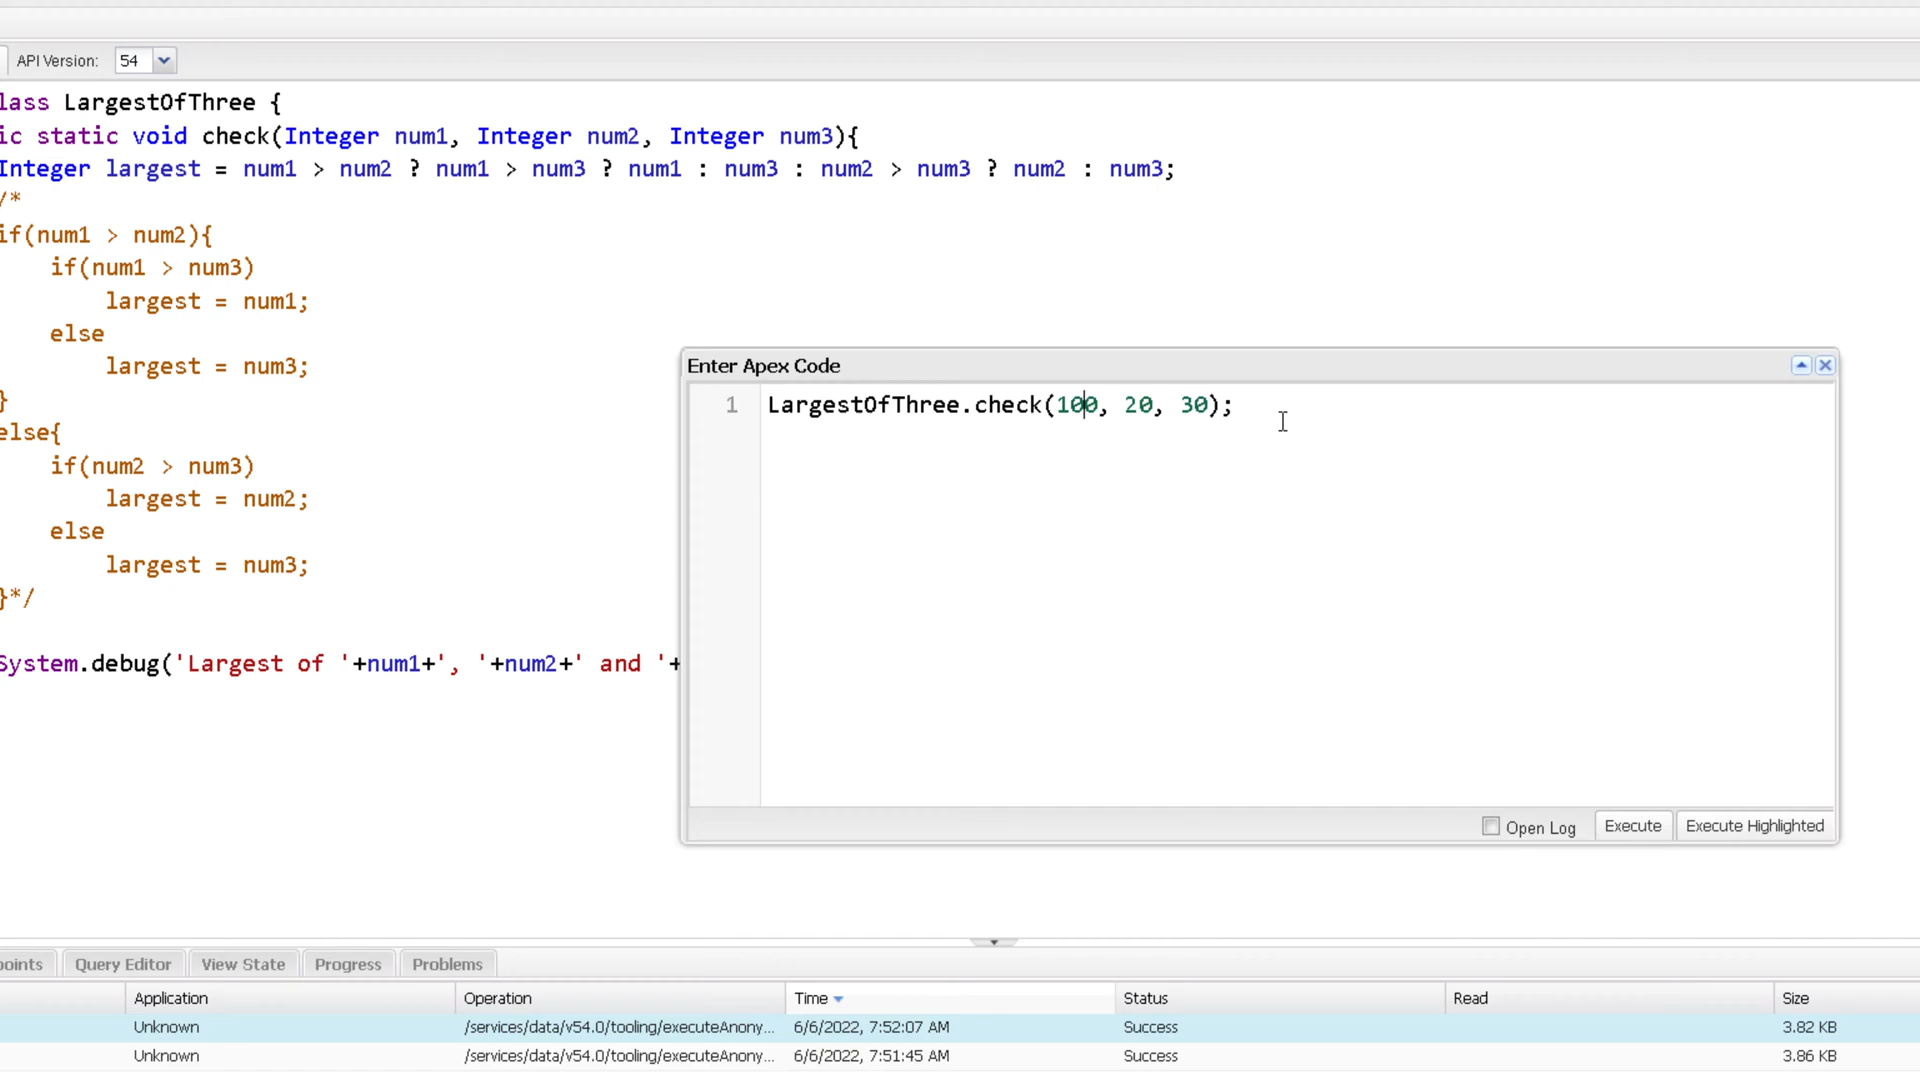 API Version: 54
lass LargestOfThree {
ic static void check(Integer num1, Integer num2, Integer num3){
Integer largest = num1 > num2 ? num1 > num3 ? num1 : num3 : num2 > num3 ? num2 : num3;
/*
if(num1 > num2){
if(num1 > num3)
largest = num1;
else
largest = num3;
}
else{
if(num2 > num3)
largest = num2;
else
largest = num3;
}*/
System.debug('Largest of '+num1+', '+num2+' and '+
Enter Apex Code
1 LargestOfThree.check(100, 20, 30);
Open Log Execute Execute Highlighted
points Query Editor View State Progress Problems
Application Operation Time Status Read Size
Unknown /services/data/v54.0/tooling/executeAnony... 6/6/2022, 7:52:07 AM Success 3.82 KB
Unknown /services/data/v54.0/tooling/executeAnony... 6/6/2022, 7:51:45 AM Success 3.86 KB